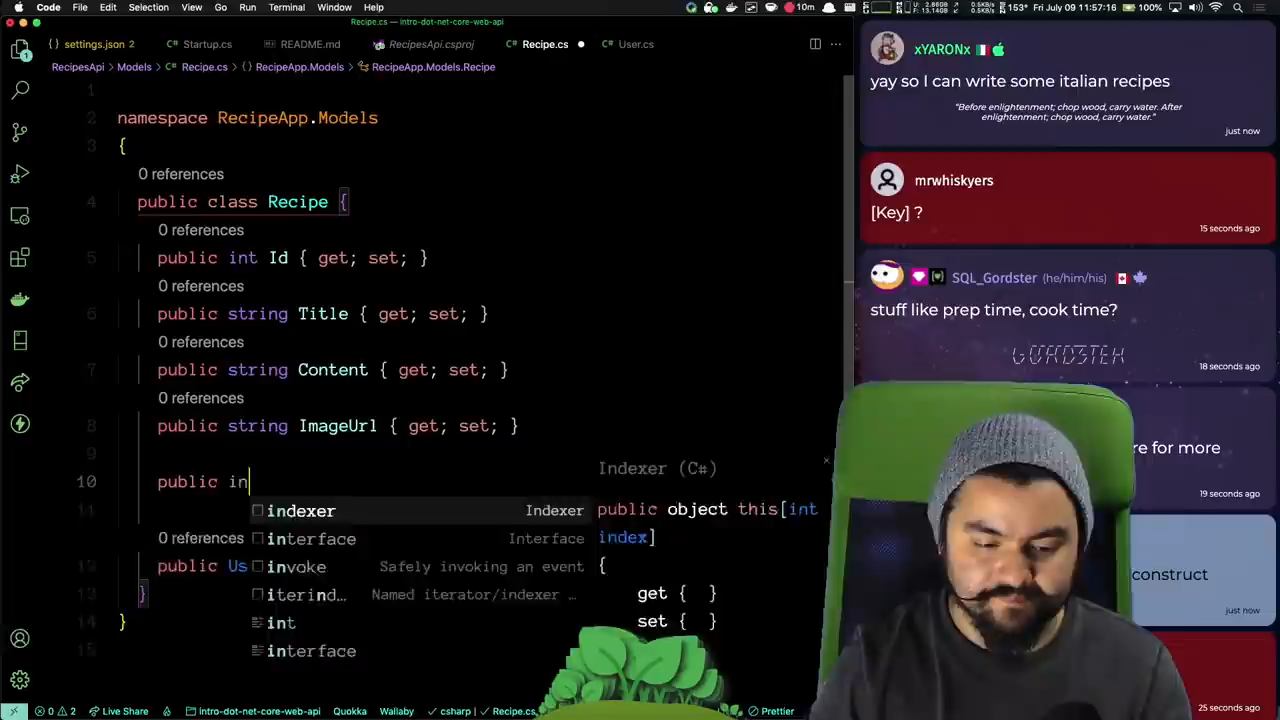 Code File Edit Selection View Go Run Terminal Window Help
10m
153° Fri July 09 11:57:16
100%
Recipe.cs — intro-dot-net-core-web-api
settings.json 2 Startup.cs README.md RecipesApi.csproj Recipe.cs User.cs
RecipesApi > Models > Recipe.cs > {} RecipeApp.Models > RecipeApp.Models.Recipe
1
2 namespace RecipeApp.Models
{
0 references
4 public class Recipe {
0 references
5 public int Id { get; set; }
0 references
6 public string Title { get; set; }
0 references
7 public string Content { get; set; }
0 references
8 public string ImageUrl { get; set; }
9
10 public in
0 references
public Us
13 }
14 }
15
indexer Indexer
interface Interface
invoke Safely invoking an event
iterind… Named iterator/indexer …
int
interface
Indexer (C#)
public object this[int
index]
{
get { }
set { }
0 2 Live Share intro-dot-net-core-web-api Quokka Wallaby csharp | Recipe.cs, Prettier
xYARONx
yay so I can write some italian recipes
"Before enlightenment; chop wood, carry water. After
enlightenment; chop wood, carry water."
just now
mrwhiskyers
[Key] ?
15 seconds ago
SQL_Gordster (he/him/his)
stuff like prep time, cook time?
GORDSTER
18 seconds ago
re for more
19 seconds ago
construct
just now
25 seconds ago